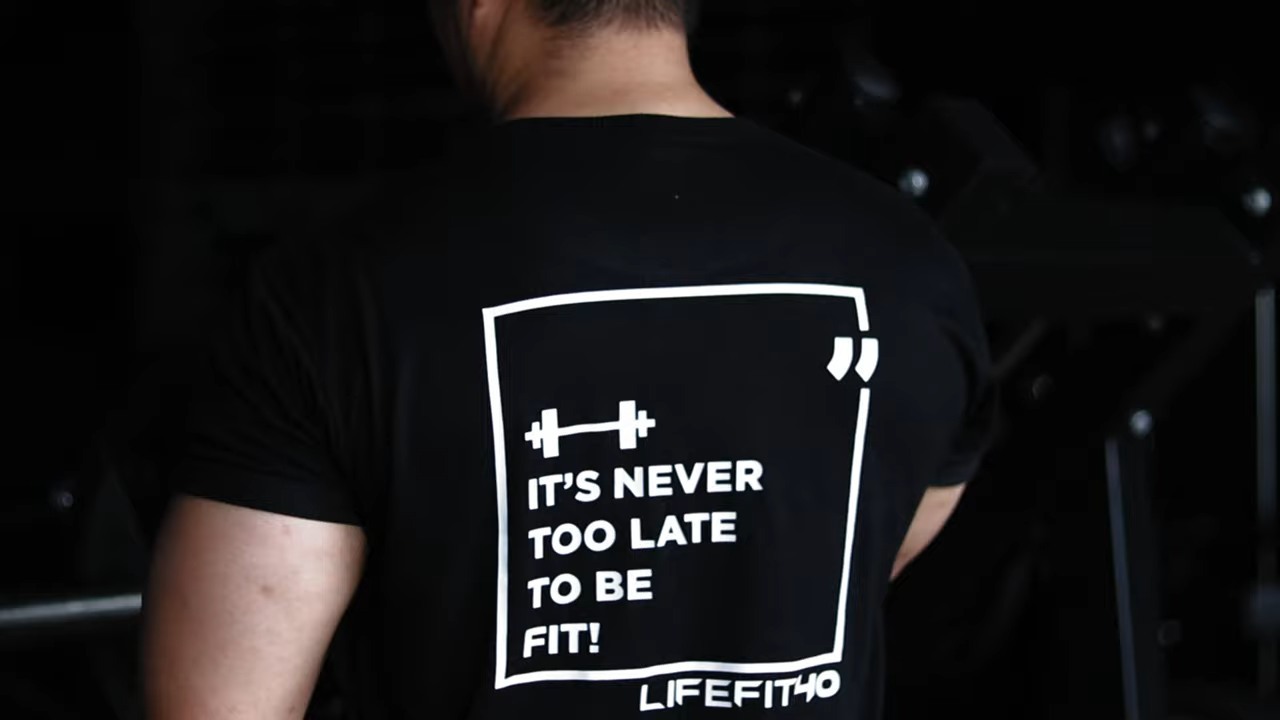 ”
IT’S NEVER
TOO LATE
TO BE
FIT!
LIFEFIT40